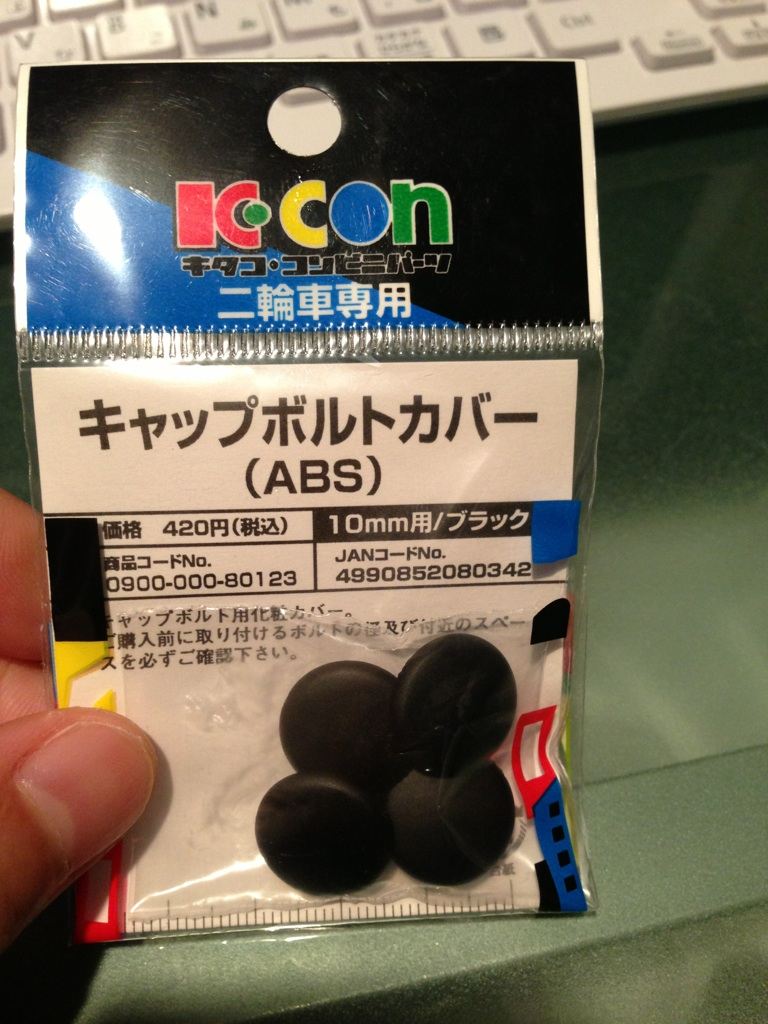 K・CON
キタコ・コンビニパーツ
二輪車専用
キャップボルトカバー
(ABS)
価格 420円(税込)
10mm用/ブラック
商品コードNo.
0900-000-80123
JANコードNo.
4990852080342
キャップボルト用化粧カバー。
ご購入前に取り付けるボルトの径及び付近のスペー
スを必ずご確認下さい。